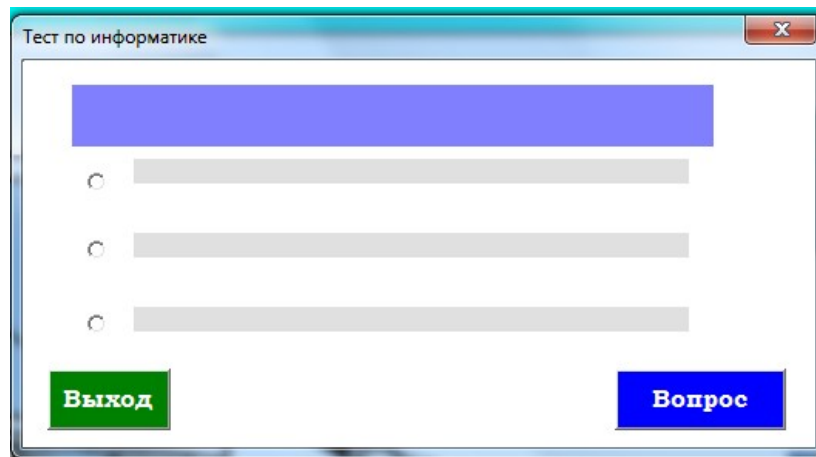 Тест по информатике
Выход
Вопрос